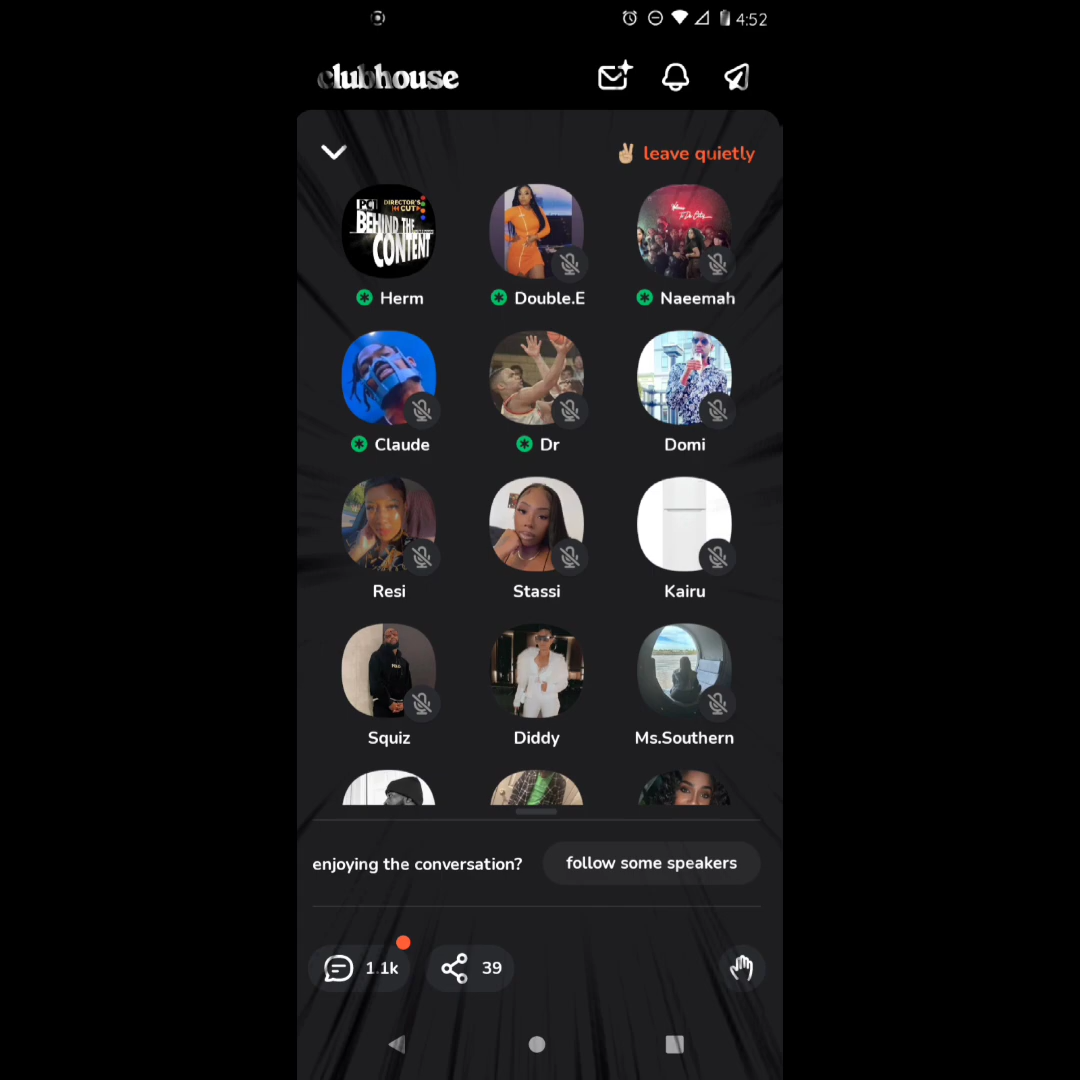 4:52
clubhouse
✌🏼 leave quietly
PC1 DIRECTOR'S CUT
BEHIND THE
CONTENT
Herm
Double.E
Naeemah
Claude
Dr
Domi
Resi
Stassi
Kairu
Squiz
Diddy
Ms.Southern
enjoying the conversation?
follow some speakers
1.1k
39